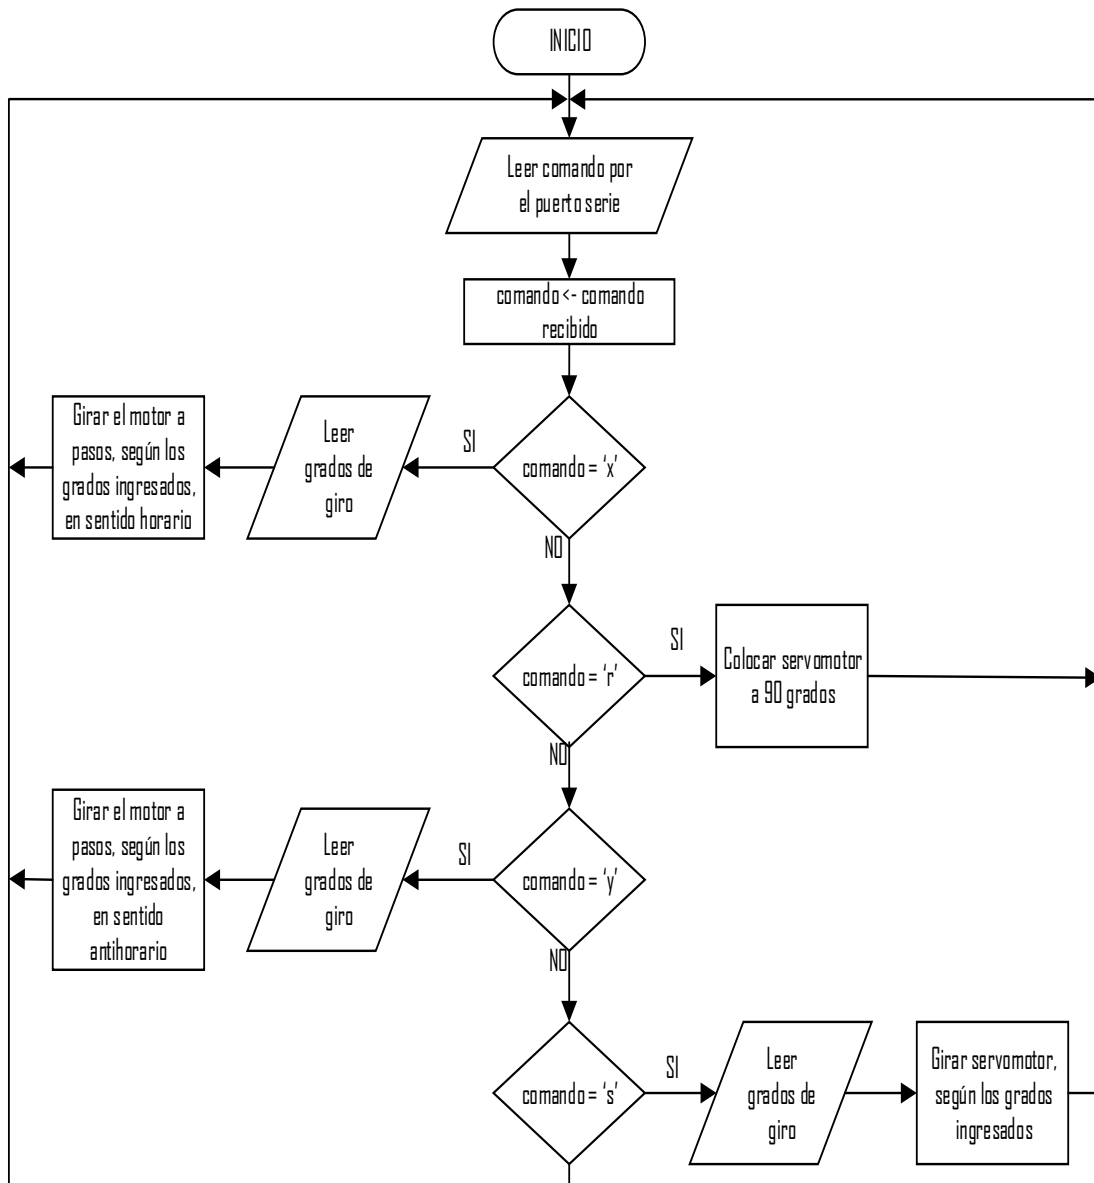 INICIO
Leer comando por
el puerto serie
comando <- comando
recibido
Girar el motor a
pasos, según los
grados ingresados,
en sentido horario
Leer
grados de
giro
SI
comando = ‘x’
NO
comando = ‘r’
SI
Colocar servomotor
a 90 grados
NO
Girar el motor a
pasos, según los
grados ingresados,
en sentido
antihorario
Leer
grados de
giro
SI
comando = ‘y’
NO
comando = ‘s’
SI
Leer
grados de
giro
Girar servomotor,
según los grados
ingresados